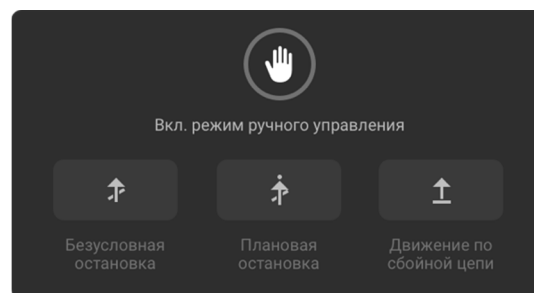 Вкл. режим ручного управления
Безусловная
остановка
Плановая
остановка
Движение по
сбойной цепи